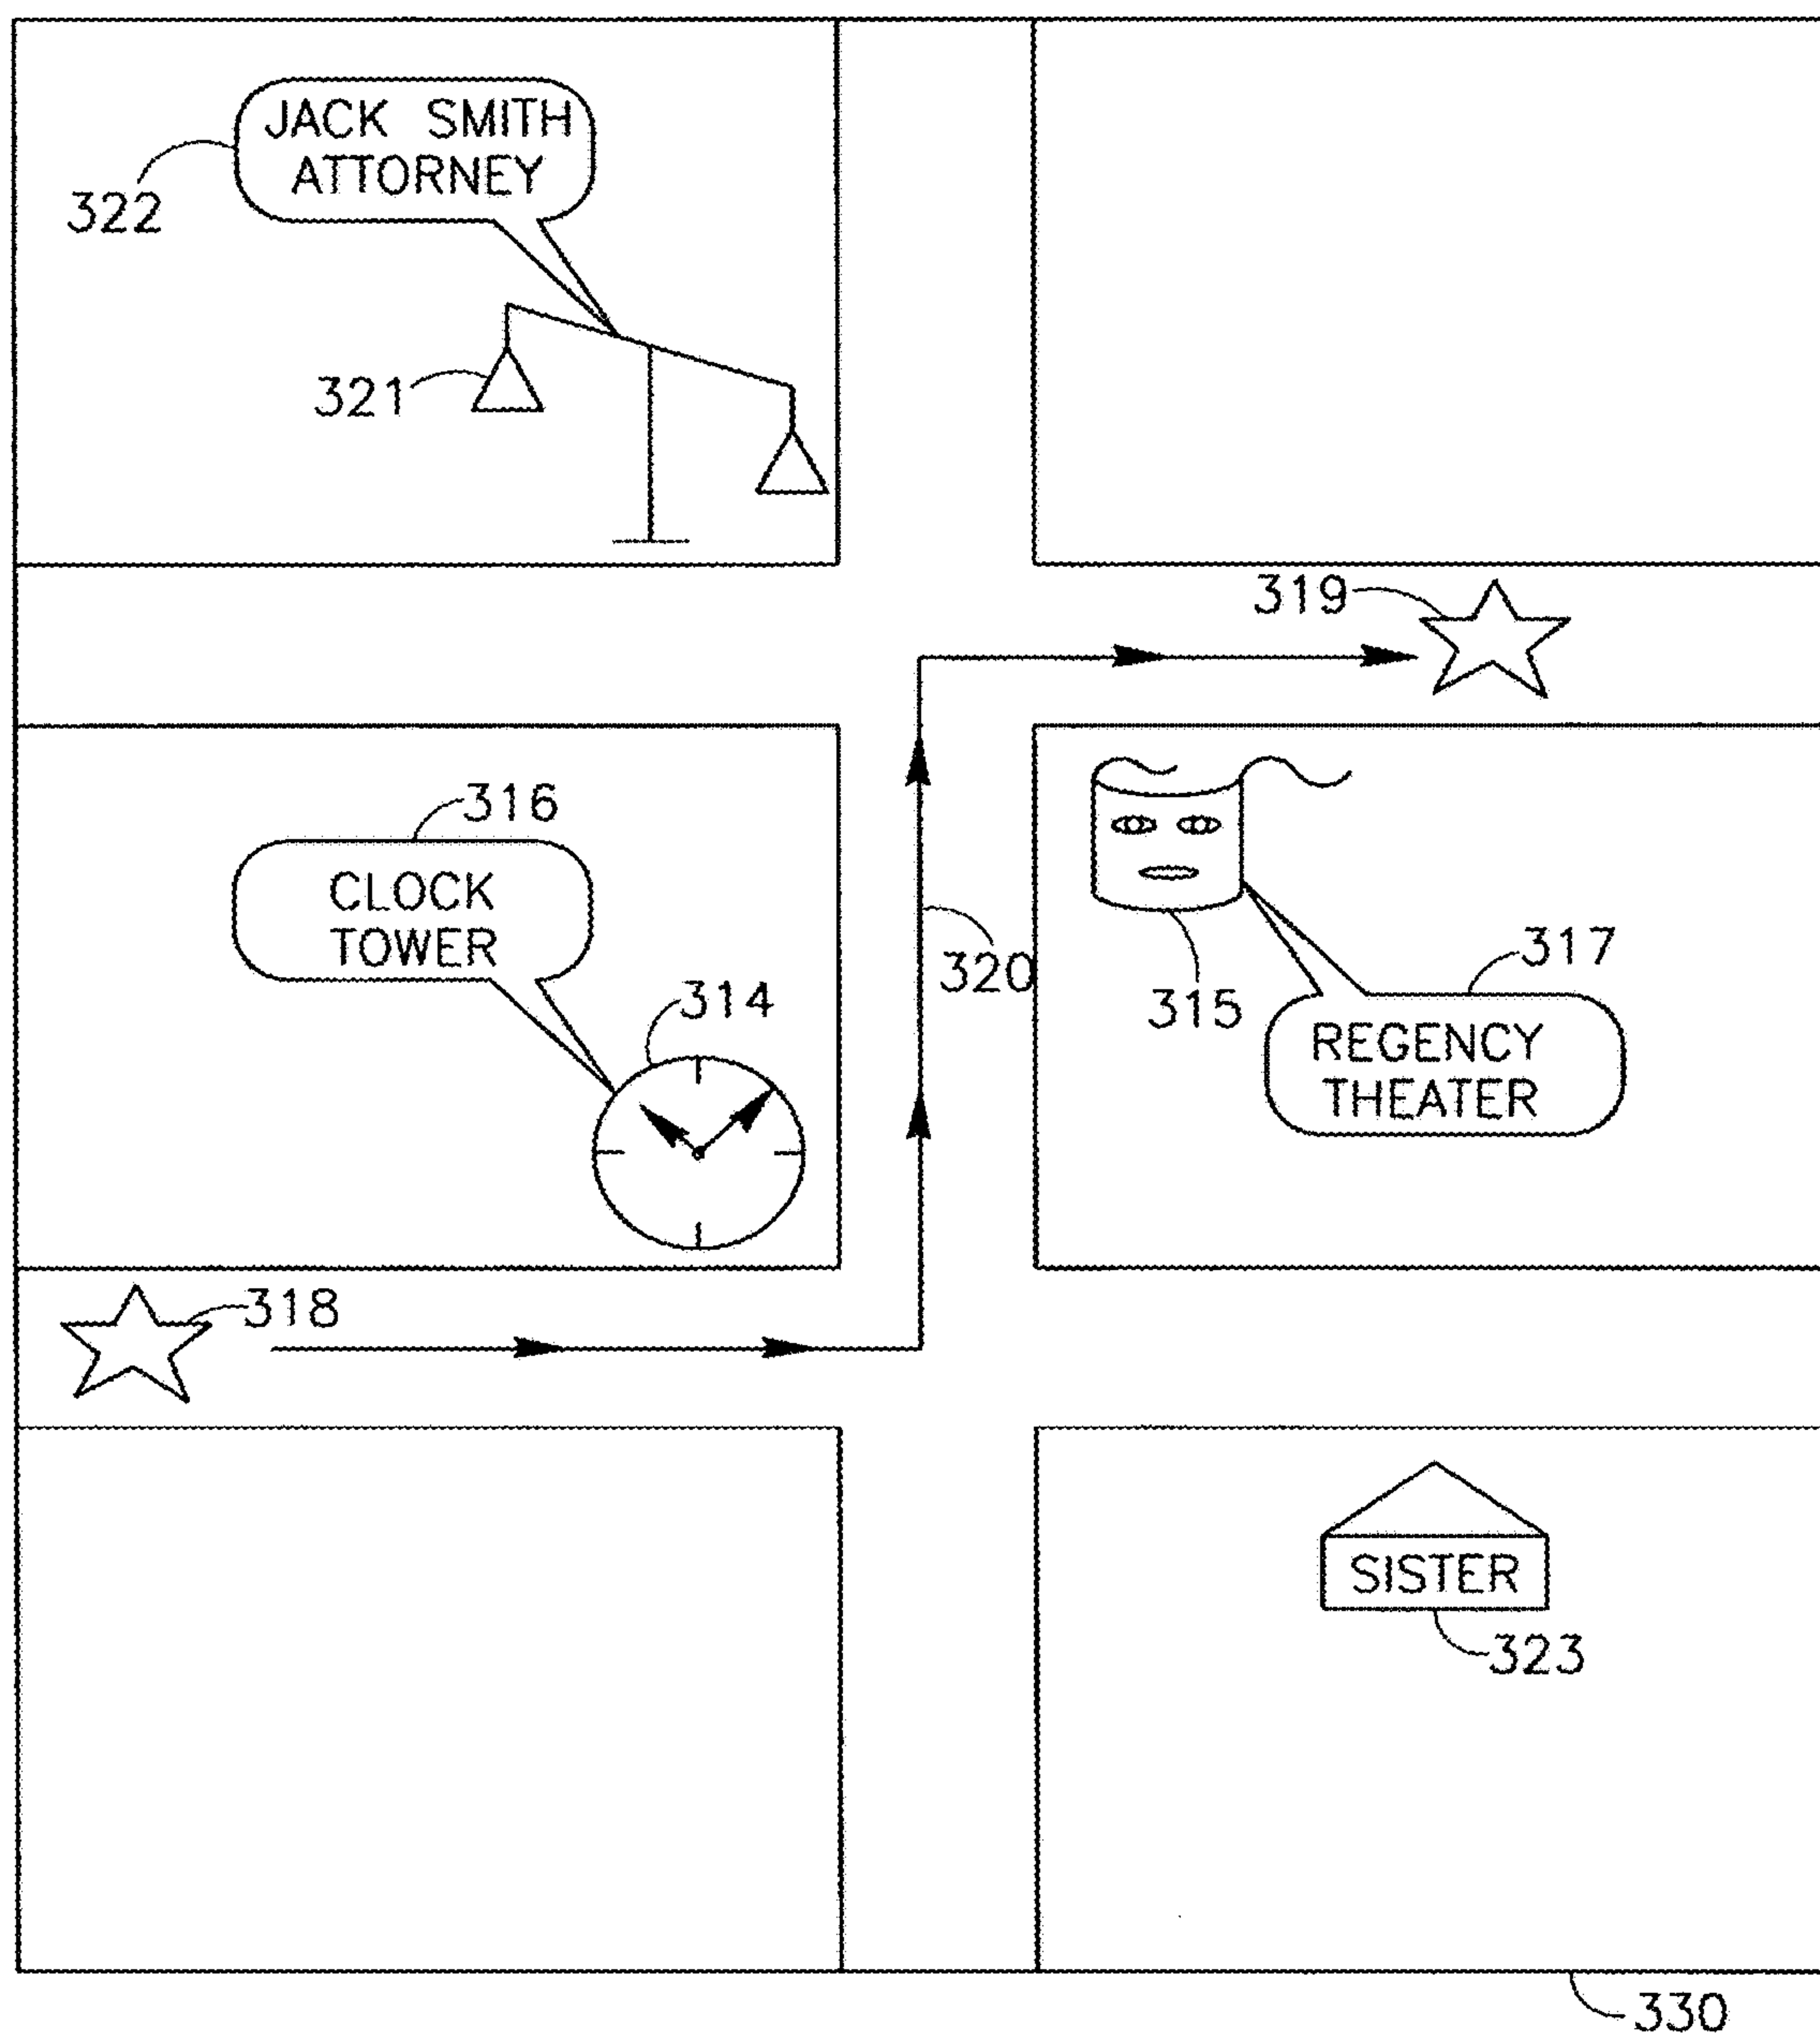 JACK SMITH
ATTORNEY
322
321
319
316
CLOCK
TOWER
314
320
315
317
REGENCY
THEATER
318
SISTER
323
330